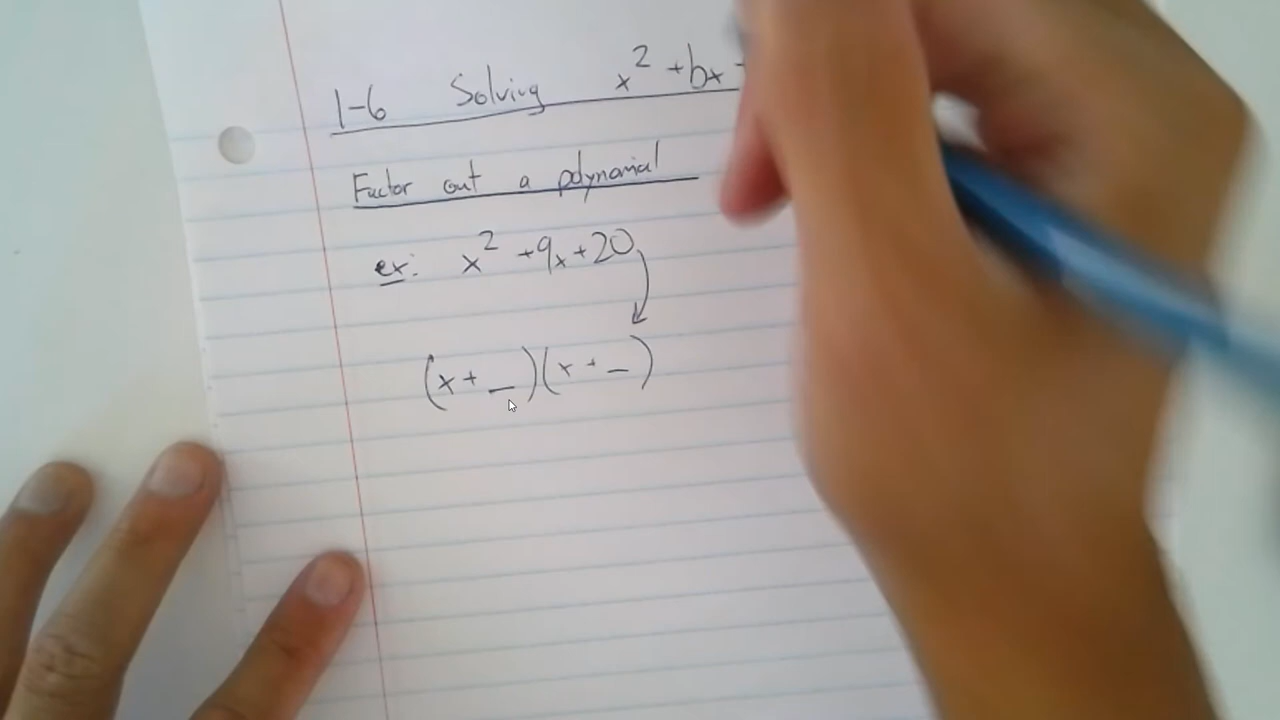 1-6 Solving x² + bx
Factor out a polynomial
ex: x² + 9x + 20
(x + _)(x + _)